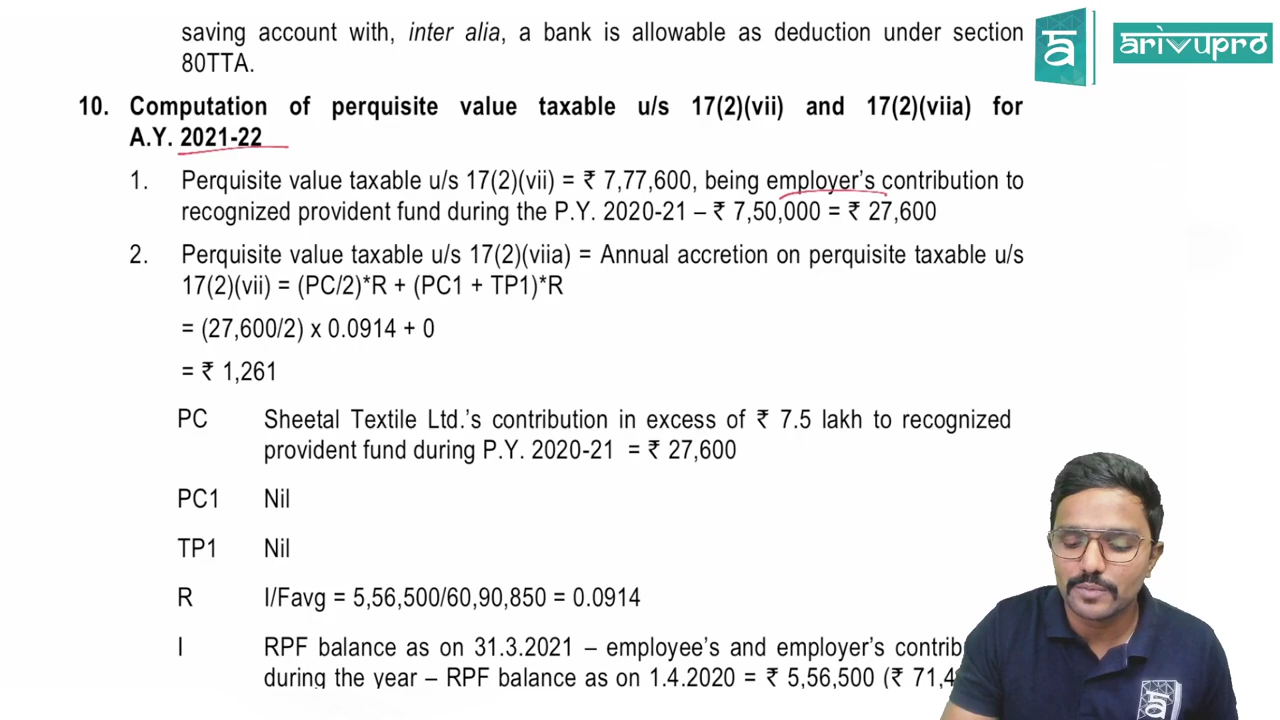 saving account with, inter alia, a bank is allowable as deduction under section
80TTA.
arivupro
10. Computation of perquisite value taxable u/s 17(2)(vii) and 17(2)(viia) for
A.Y. 2021-22
1. Perquisite value taxable u/s 17(2)(vii) = ₹ 7,77,600, being employer's contribution to
recognized provident fund during the P.Y. 2020-21 – ₹ 7,50,000 = ₹ 27,600
2. Perquisite value taxable u/s 17(2)(viia) = Annual accretion on perquisite taxable u/s
17(2)(vii) = (PC/2)*R + (PC1 + TP1)*R
= (27,600/2) x 0.0914 + 0
= ₹ 1,261
PC Sheetal Textile Ltd.'s contribution in excess of ₹ 7.5 lakh to recognized
provident fund during P.Y. 2020-21 = ₹ 27,600
PC1 Nil
TP1 Nil
R I/Favg = 5,56,500/60,90,850 = 0.0914
I RPF balance as on 31.3.2021 – employee's and employer's
during the year – RPF balance as on 1.4.2020 = ₹ 5,56,500